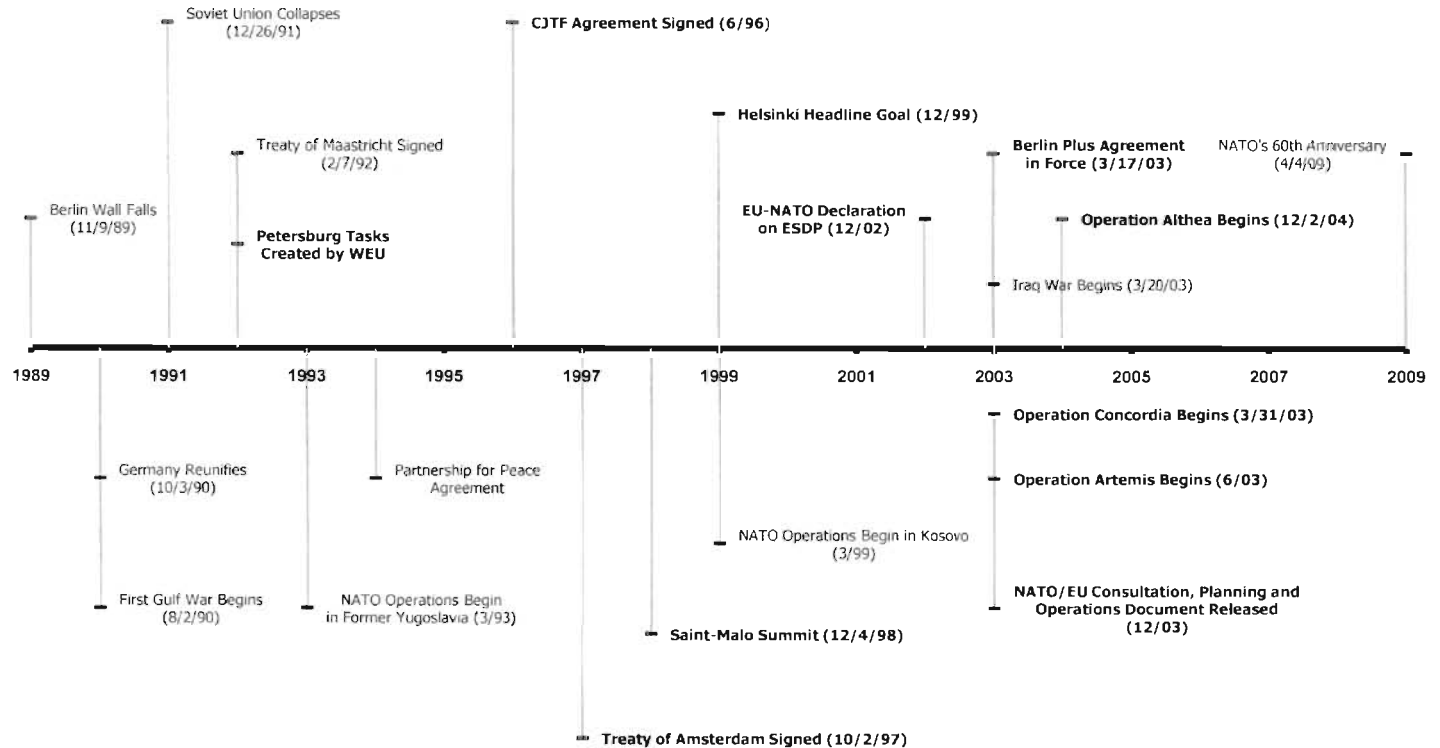 Soviet Union Collapses
(12/26/91)
CJTF Agreement Signed (6/96)
Helsinki Headline Goal (12/99)
Treaty of Maastricht Signed
(2/7/92)
Berlin Plus Agreement
in Force (3/17/03)
NATO's 60th Anniversary
(4/4/09)
Berlin Wall Falls
(11/9/89)
Petersburg Tasks
Created by WEU
EU-NATO Declaration
on ESDP (12/02)
Operation Althea Begins (12/2/04)
Iraq War Begins (3/20/03)
1989 1991 1993 1995 1997 1999 2001 2003 2005 2007 2009
Operation Concordia Begins (3/31/03)
Germany Reunifies
(10/3/90)
Partnership for Peace
Agreement
Operation Artemis Begins (6/03)
NATO Operations Begin in Kosovo
(3/99)
First Gulf War Begins
(8/2/90)
NATO Operations Begin
in Former Yugoslavia (3/93)
NATO/EU Consultation, Planning and
Operations Document Released
(12/03)
Saint-Malo Summit (12/4/98)
Treaty of Amsterdam Signed (10/2/97)